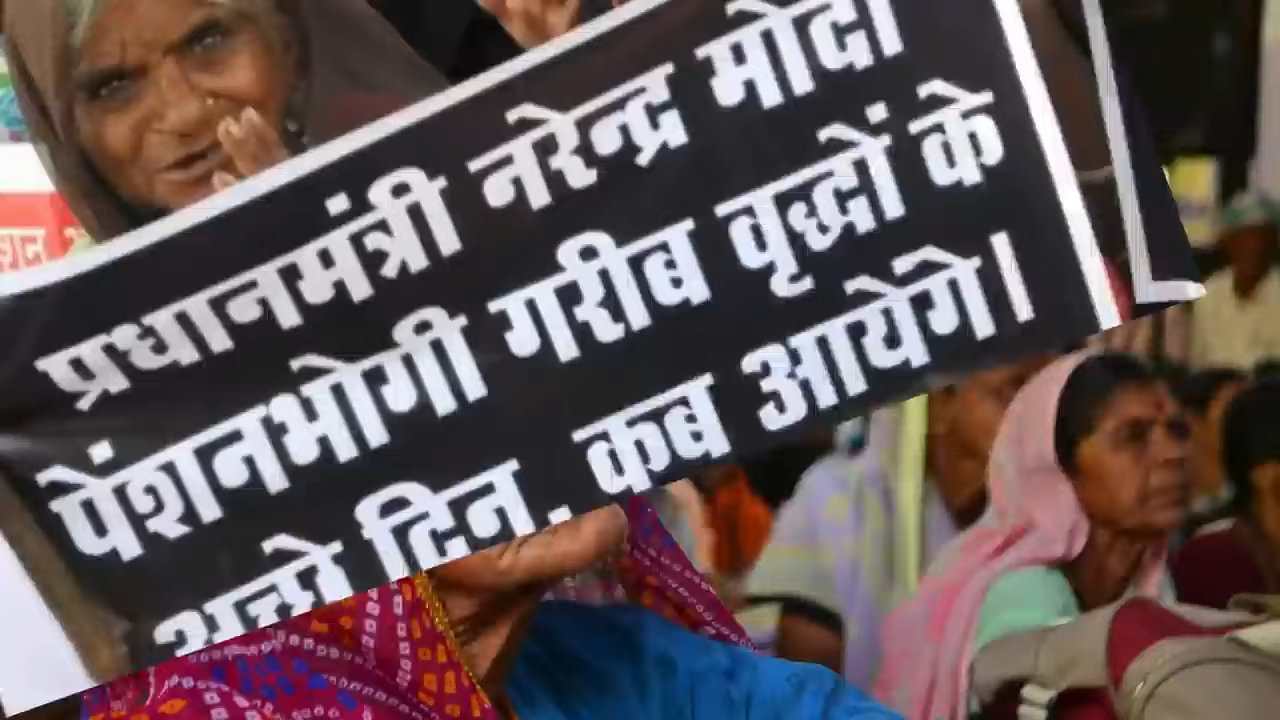 प्रधानमंत्री नरेन्द्र मोदी
पेंशनभोगी गरीब वृद्धों के
अच्छे दिन. कब आयेगे।